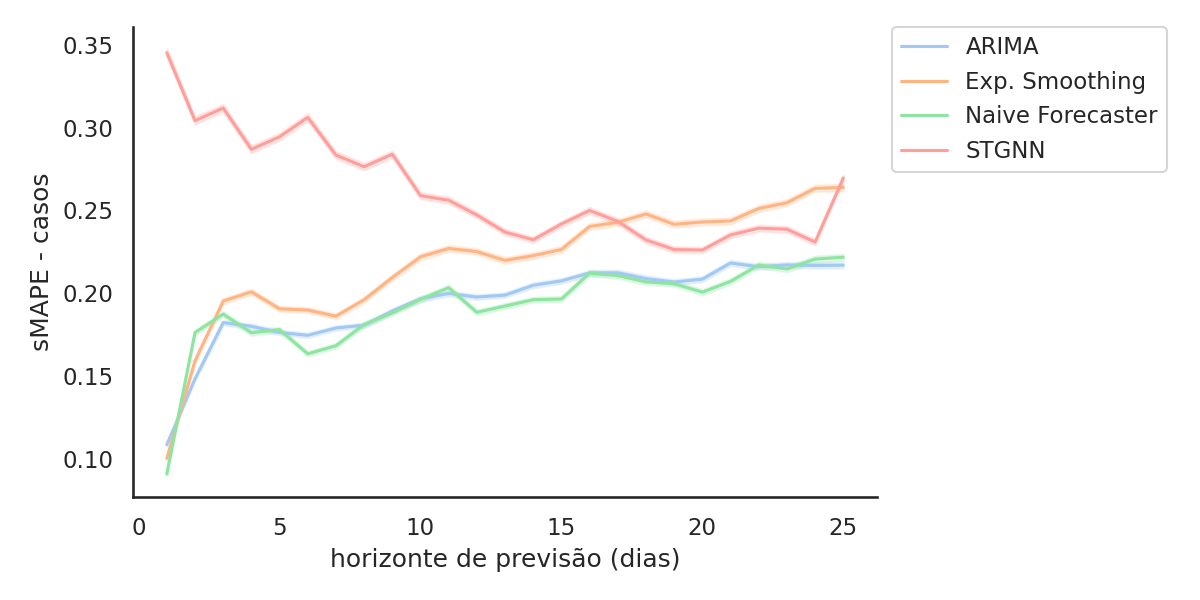 sMAPE - casos
0.35
0.30
0.25
0.20
0.15
0.10
0 5 10 15 20 25
horizonte de previsão (dias)
ARIMA
Exp. Smoothing
Naive Forecaster
STGNN